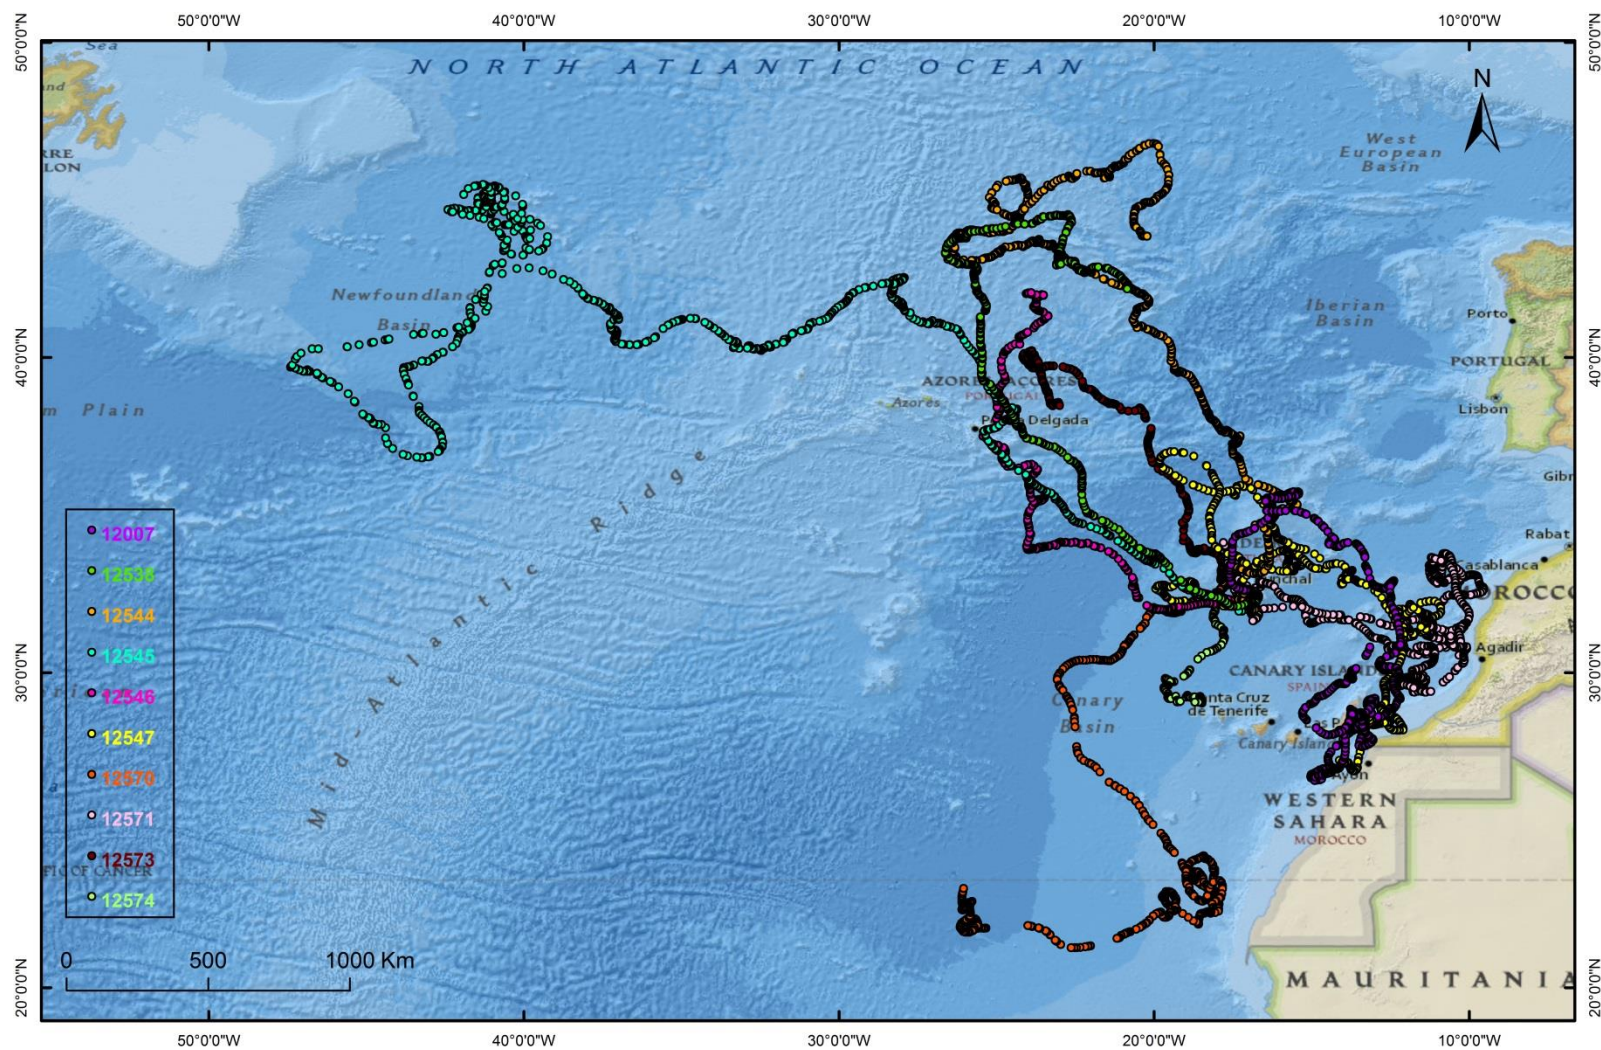 50°0'0"W 40°0'0"W 30°0'0"W 20°0'0"W 10°0'0"W
50°0'0"N
50°0'0"N
Sea
NORTH ATLANTIC OCEAN
N
West
European
Basin
Newfoundland
Basin
Iberian
Basin
Porto
40°0'0"N
40°0'0"N
PORTUGAL
Lisbon
Azores
Delgada
Plain
Mid-Atlantic Ridge
Rabat
Casablanca
Agadir
12007
12538
12544
12545
12546
12547
12570
12571
12573
12574
30°0'0"N
30°0'0"N
CANARY ISLANDS
SPAIN
Canary
Basin
de Tenerife
WESTERN
SAHARA
MOROCCO
OF CANCER
MAURITANIA
0 500 1000 Km
20°0'0"N
20°0'0"N
50°0'0"W 40°0'0"W 30°0'0"W 20°0'0"W 10°0'0"W